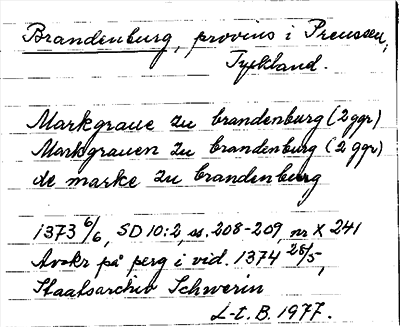 Brandenburg, provins i Preussen,
Tyskland.
Markgraue zu brandenburg (2 ggr)
Markgrauen zu brandenburg (2 ggr)
de marke zu brandenburg
1373 6/6, SD 10:2, ss. 208-209, nr X 241
Avskr på perg i vid. 1374 25/5,
Staatsarchiv Schwerin
L-E. B. 1977.